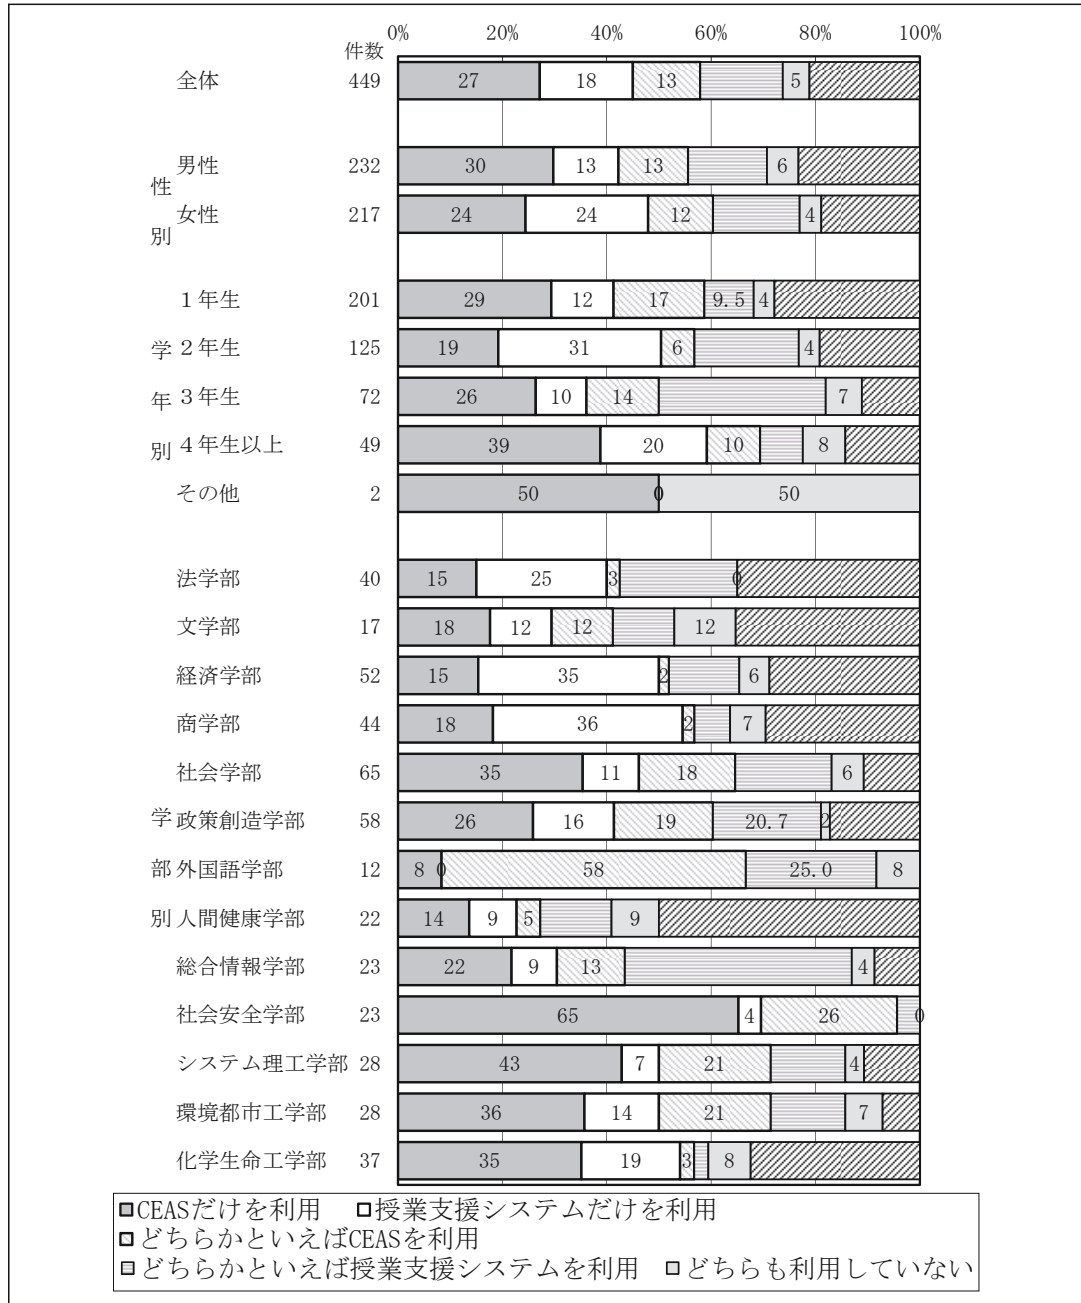 0% 20% 40% 60% 80% 100%
件数
全体 449 27 18 13 5
男性 232 30 13 13 6
性
女性 217 24 24 12 4
別
1年生 201 29 12 17 9.5 4
学 2年生 125 19 31 6 4
年 3年生 72 26 10 14 7
別 4年生以上 49 39 20 10 8
その他 2 50 0 50
法学部 40 15 25 3 0
文学部 17 18 12 12 12
経済学部 52 15 35 2 6
商学部 44 18 36 2 7
社会学部 65 35 11 18 6
学 政策創造学部 58 26 16 19 20.7 2
部 外国語学部 12 8 0 58 25.0 8
別 人間健康学部 22 14 9 5 9
総合情報学部 23 22 9 13 4
社会安全学部 23 65 4 26 0
システム理工学部 28 43 7 21 4
環境都市工学部 28 36 14 21 7
化学生命工学部 37 35 19 3 8
CEASだけを利用 授業支援システムだけを利用
どちらかといえばCEASを利用
どちらかといえば授業支援システムを利用 どちらも利用していない